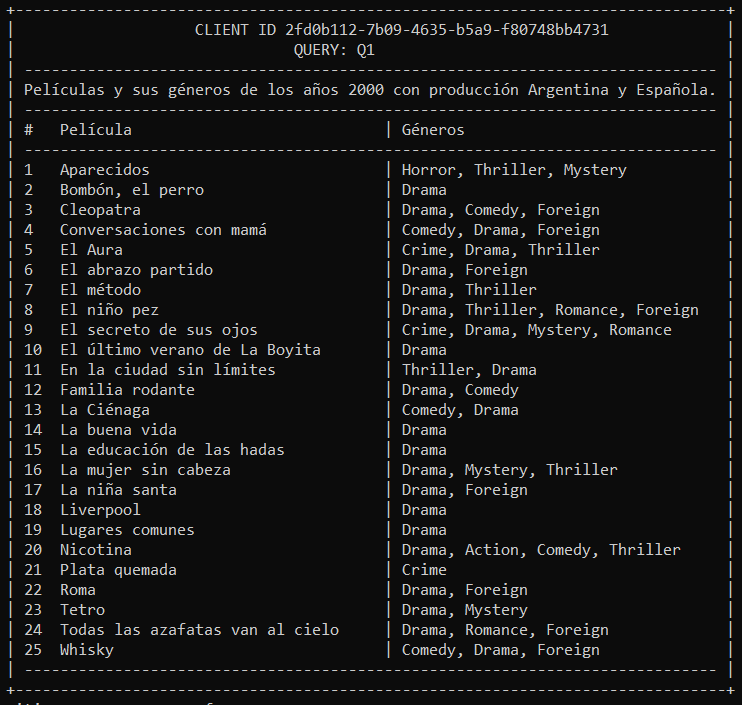 CLIENT ID 2fd0b112-7b09-4635-b5a9-f80748bb4731
QUERY: Q1
Películas y sus géneros de los años 2000 con producción Argentina y Española.
# Película | Géneros
1 Aparecidos | Horror, Thriller, Mystery
2 Bombón, el perro | Drama
3 Cleopatra | Drama, Comedy, Foreign
4 Conversaciones con mamá | Comedy, Drama, Foreign
5 El Aura | Crime, Drama, Thriller
6 El abrazo partido | Drama, Foreign
7 El método | Drama, Thriller
8 El niño pez | Drama, Thriller, Romance, Foreign
9 El secreto de sus ojos | Crime, Drama, Mystery, Romance
10 El último verano de La Boyita | Drama
11 En la ciudad sin límites | Thriller, Drama
12 Familia rodante | Drama, Comedy
13 La Ciénaga | Comedy, Drama
14 La buena vida | Drama
15 La educación de las hadas | Drama
16 La mujer sin cabeza | Drama, Mystery, Thriller
17 La niña santa | Drama, Foreign
18 Liverpool | Drama
19 Lugares comunes | Drama
20 Nicotina | Drama, Action, Comedy, Thriller
21 Plata quemada | Crime
22 Roma | Drama, Foreign
23 Tetro | Drama, Mystery
24 Todas las azafatas van al cielo | Drama, Romance, Foreign
25 Whisky | Comedy, Drama, Foreign